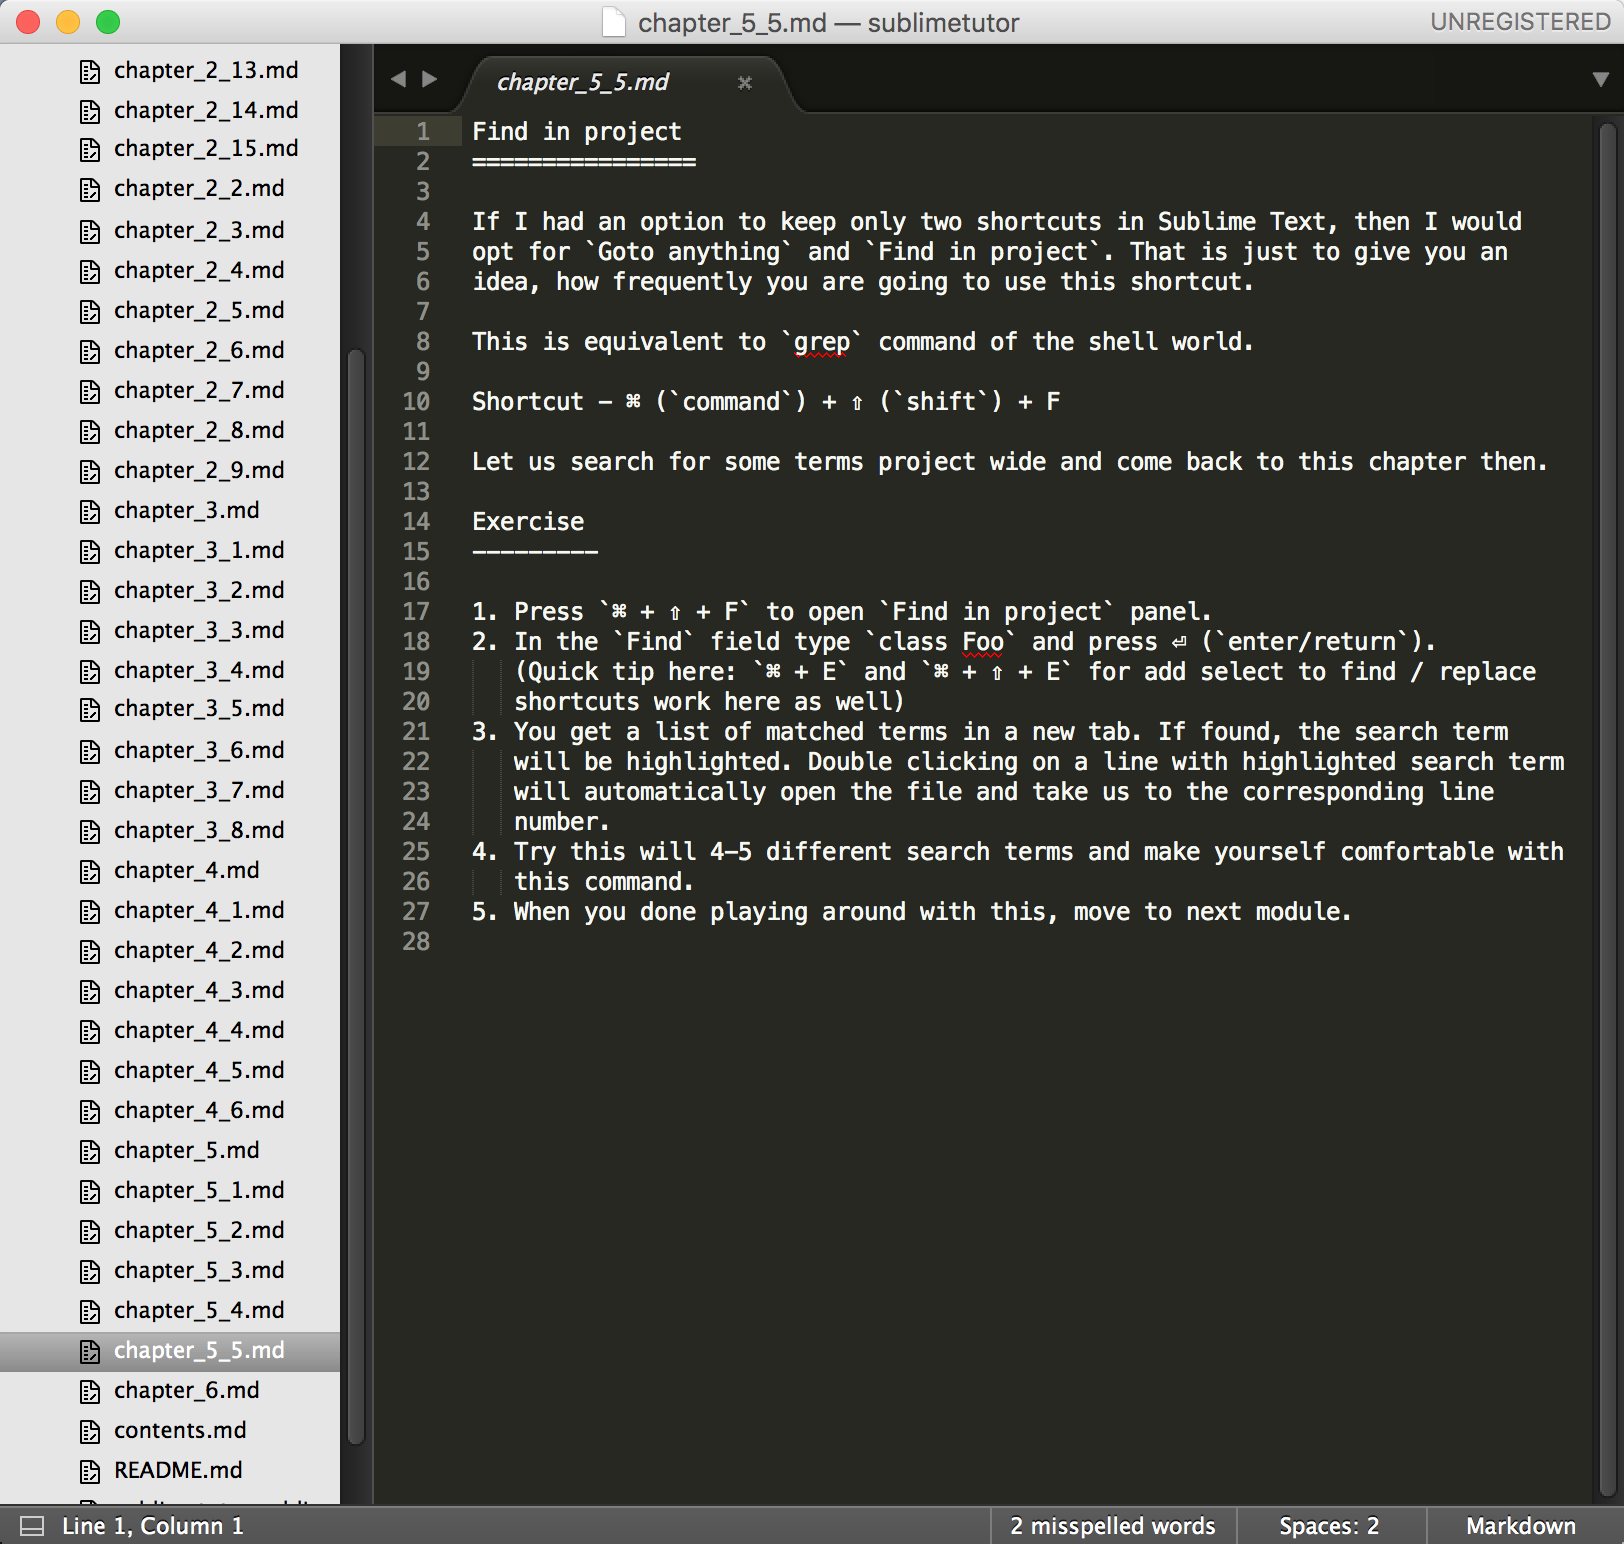 chapter_5_5.md — sublimetutor
UNREGISTERED
chapter_2_13.md
chapter_2_14.md
chapter_2_15.md
chapter_2_2.md
chapter_2_3.md
chapter_2_4.md
chapter_2_5.md
chapter_2_6.md
chapter_2_7.md
chapter_2_8.md
chapter_2_9.md
chapter_3.md
chapter_3_1.md
chapter_3_2.md
chapter_3_3.md
chapter_3_4.md
chapter_3_5.md
chapter_3_6.md
chapter_3_7.md
chapter_3_8.md
chapter_4.md
chapter_4_1.md
chapter_4_2.md
chapter_4_3.md
chapter_4_4.md
chapter_4_5.md
chapter_4_6.md
chapter_5.md
chapter_5_1.md
chapter_5_2.md
chapter_5_3.md
chapter_5_4.md
chapter_5_5.md
chapter_6.md
contents.md
README.md
chapter_5_5.md
1 Find in project
2 ================
3
4 If I had an option to keep only two shortcuts in Sublime Text, then I would
5 opt for `Goto anything` and `Find in project`. That is just to give you an
6 idea, how frequently you are going to use this shortcut.
7
8 This is equivalent to `grep` command of the shell world.
9
10 Shortcut - ⌘ (`command`) + ⇧ (`shift`) + F
11
12 Let us search for some terms project wide and come back to this chapter then.
13
14 Exercise
15 ---------
16
17 1. Press `⌘ + ⇧ + F` to open `Find in project` panel.
18 2. In the `Find` field type `class Foo` and press ⏎ (`enter/return`).
19 (Quick tip here: `⌘ + E` and `⌘ + ⇧ + E` for add select to find / replace
20 shortcuts work here as well)
21 3. You get a list of matched terms in a new tab. If found, the search term
22 will be highlighted. Double clicking on a line with highlighted search term
23 will automatically open the file and take us to the corresponding line
24 number.
25 4. Try this will 4-5 different search terms and make yourself comfortable with
26 this command.
27 5. When you done playing around with this, move to next module.
28
Line 1, Column 1
2 misspelled words
Spaces: 2
Markdown